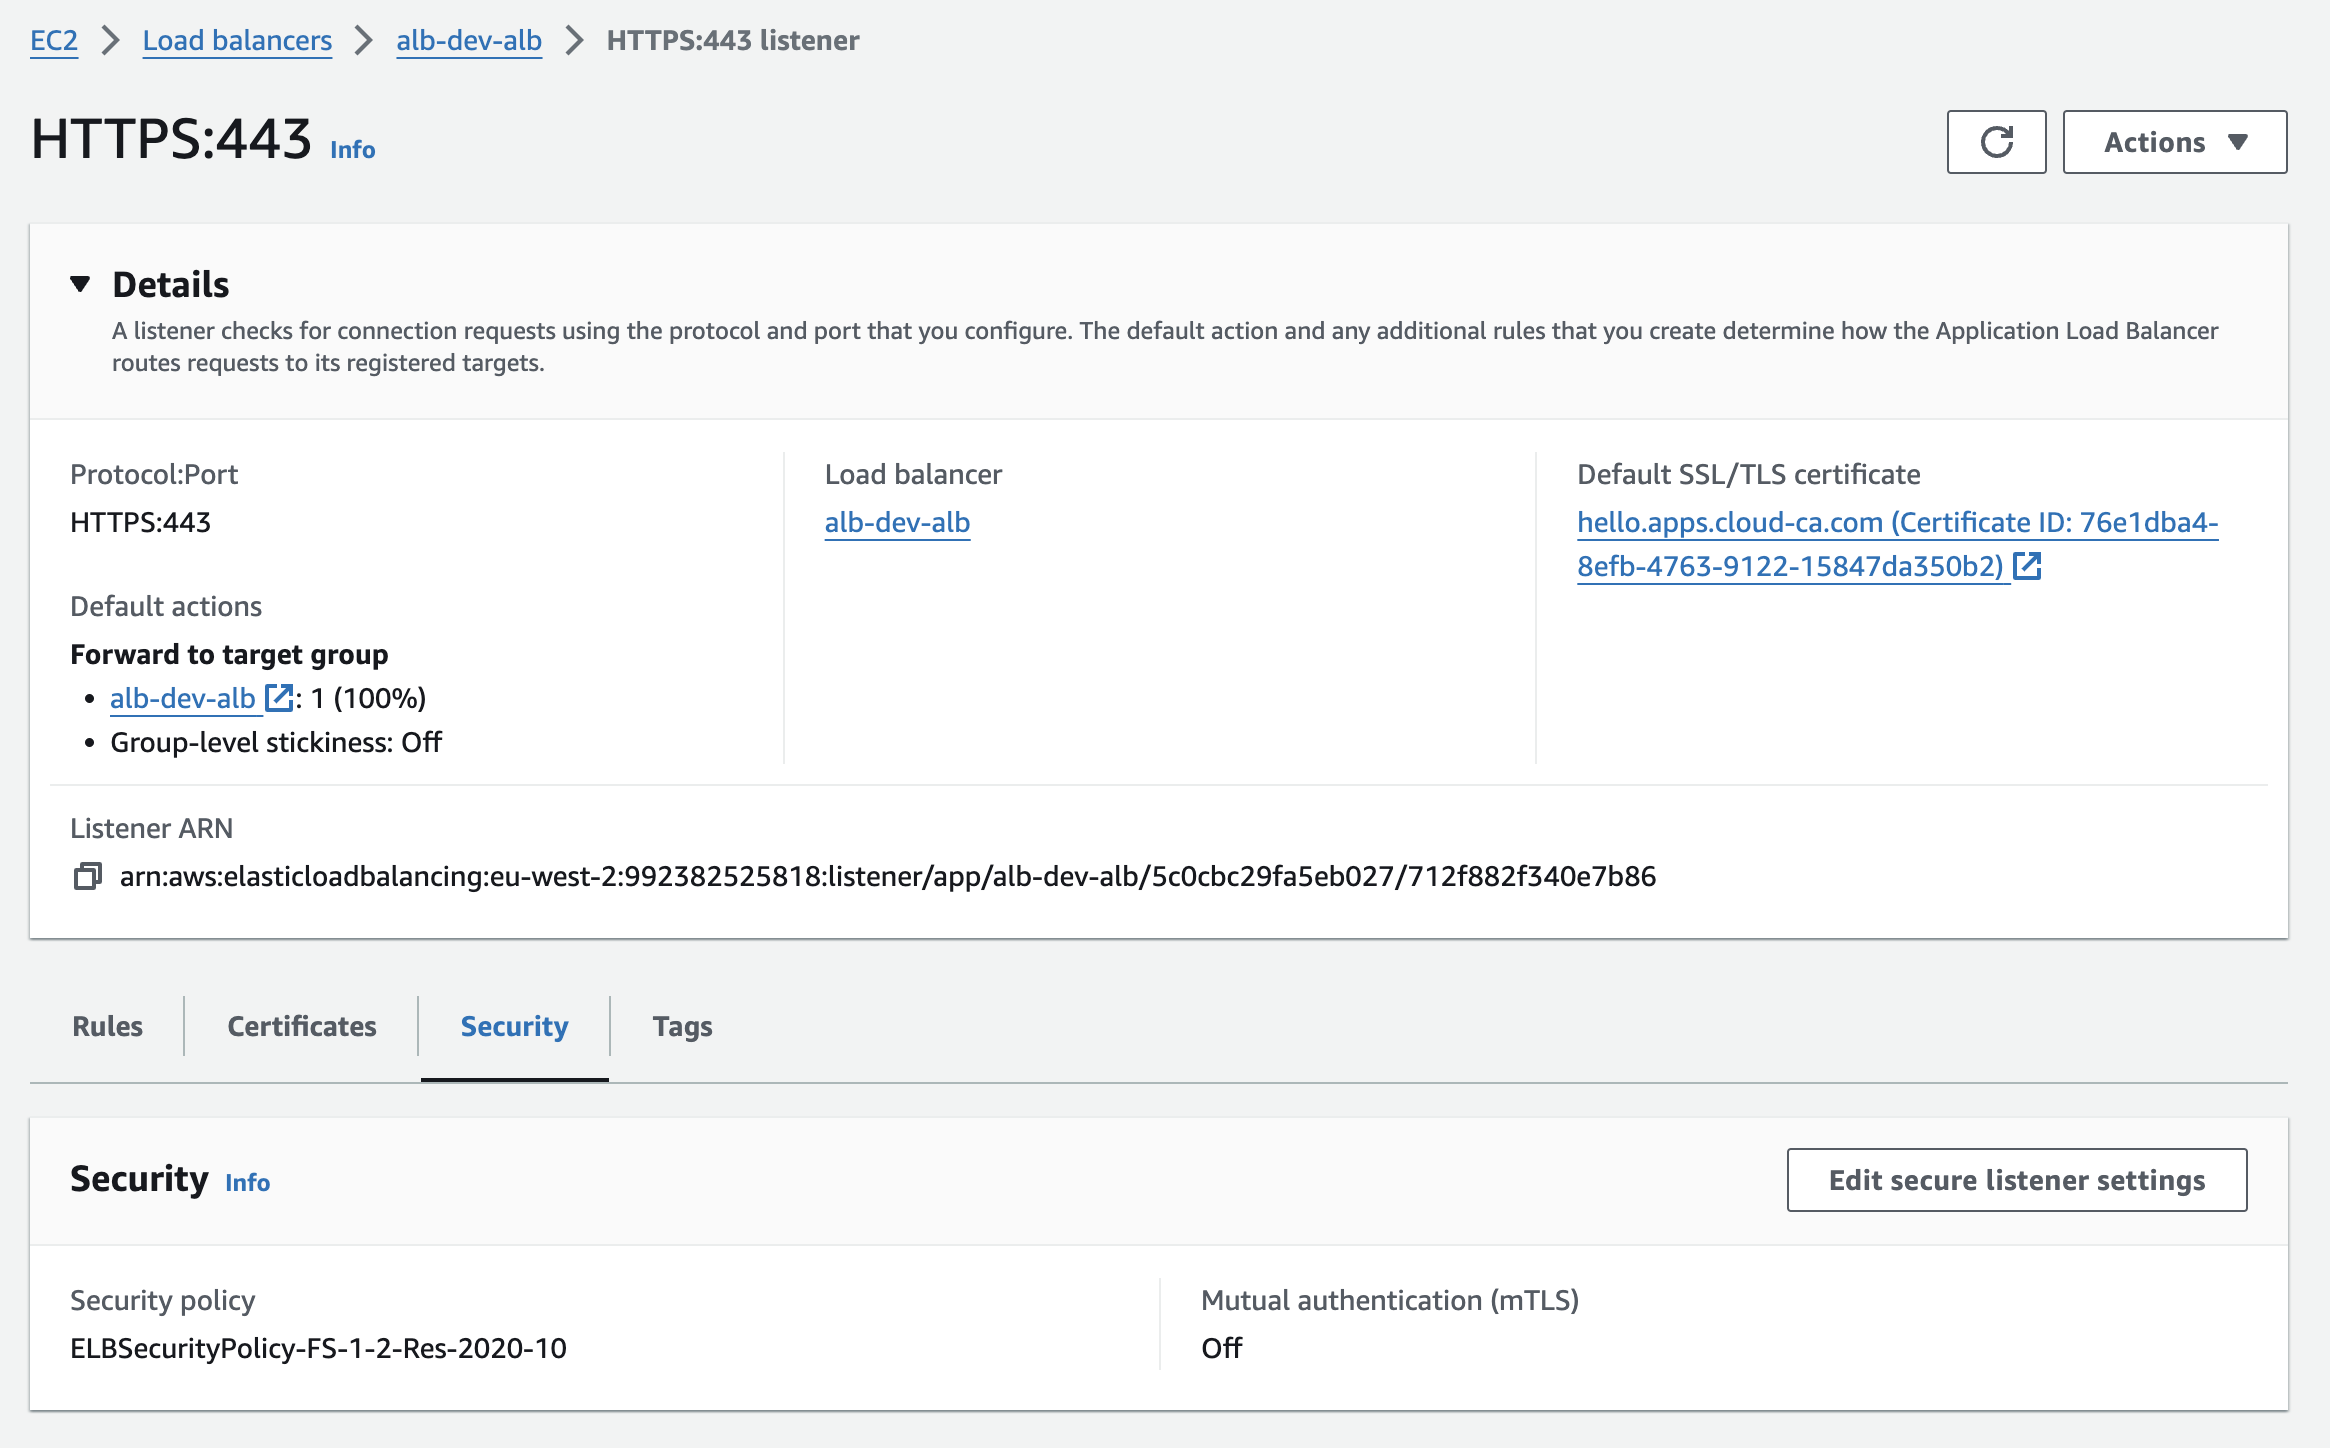 EC2 > Load balancers > alb-dev-alb > HTTPS:443 listener
HTTPS:443 Info
Actions
Details
A listener checks for connection requests using the protocol and port that you configure. The default action and any additional rules that you create determine how the Application Load Balancer
routes requests to its registered targets.
Protocol:Port
HTTPS:443
Default actions
Forward to target group
• alb-dev-alb : 1 (100%)
• Group-level stickiness: Off
Load balancer
alb-dev-alb
Default SSL/TLS certificate
hello.apps.cloud-ca.com (Certificate ID: 76e1dba4-
8efb-4763-9122-15847da350b2)
Listener ARN
arn:aws:elasticloadbalancing:eu-west-2:992382525818:listener/app/alb-dev-alb/5c0cbc29fa5eb027/712f882f340e7b86
Rules Certificates Security Tags
Security Info
Edit secure listener settings
Security policy
ELBSecurityPolicy-FS-1-2-Res-2020-10
Mutual authentication (mTLS)
Off